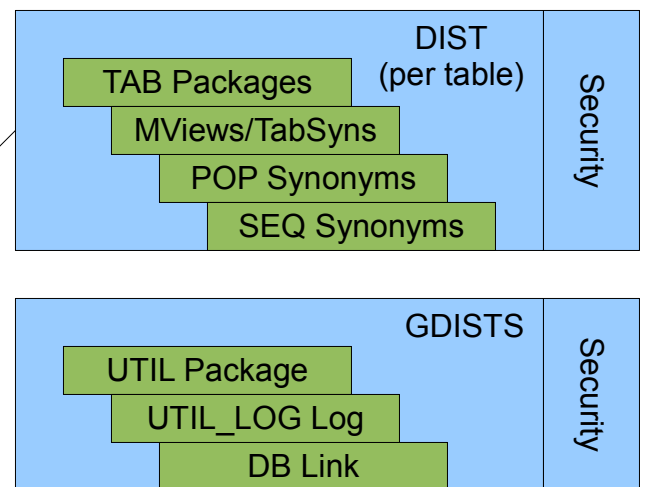 DIST
(per table)
TAB Packages
MViews/TabSyns
POP Synonyms
SEQ Synonyms
Security
GDISTS
UTIL Package
UTIL_LOG Log
DB Link
Security